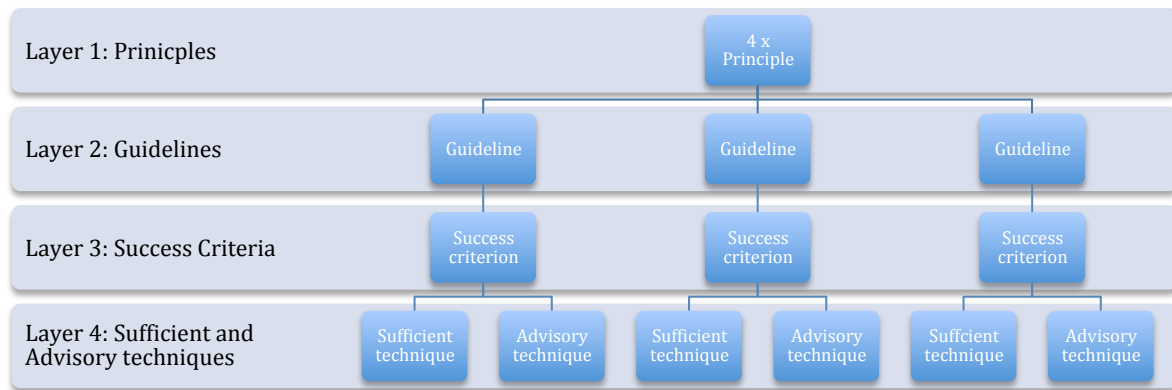 Layer 1: Prinicples
4 x
Principle
Layer 2: Guidelines
Guideline
Guideline
Guideline
Layer 3: Success Criteria
Success
criterion
Success
criterion
Success
criterion
Layer 4: Sufficient and
Advisory techniques
Sufficient
technique
Advisory
technique
Sufficient
technique
Advisory
technique
Suffcient
technique
Advisory
technique